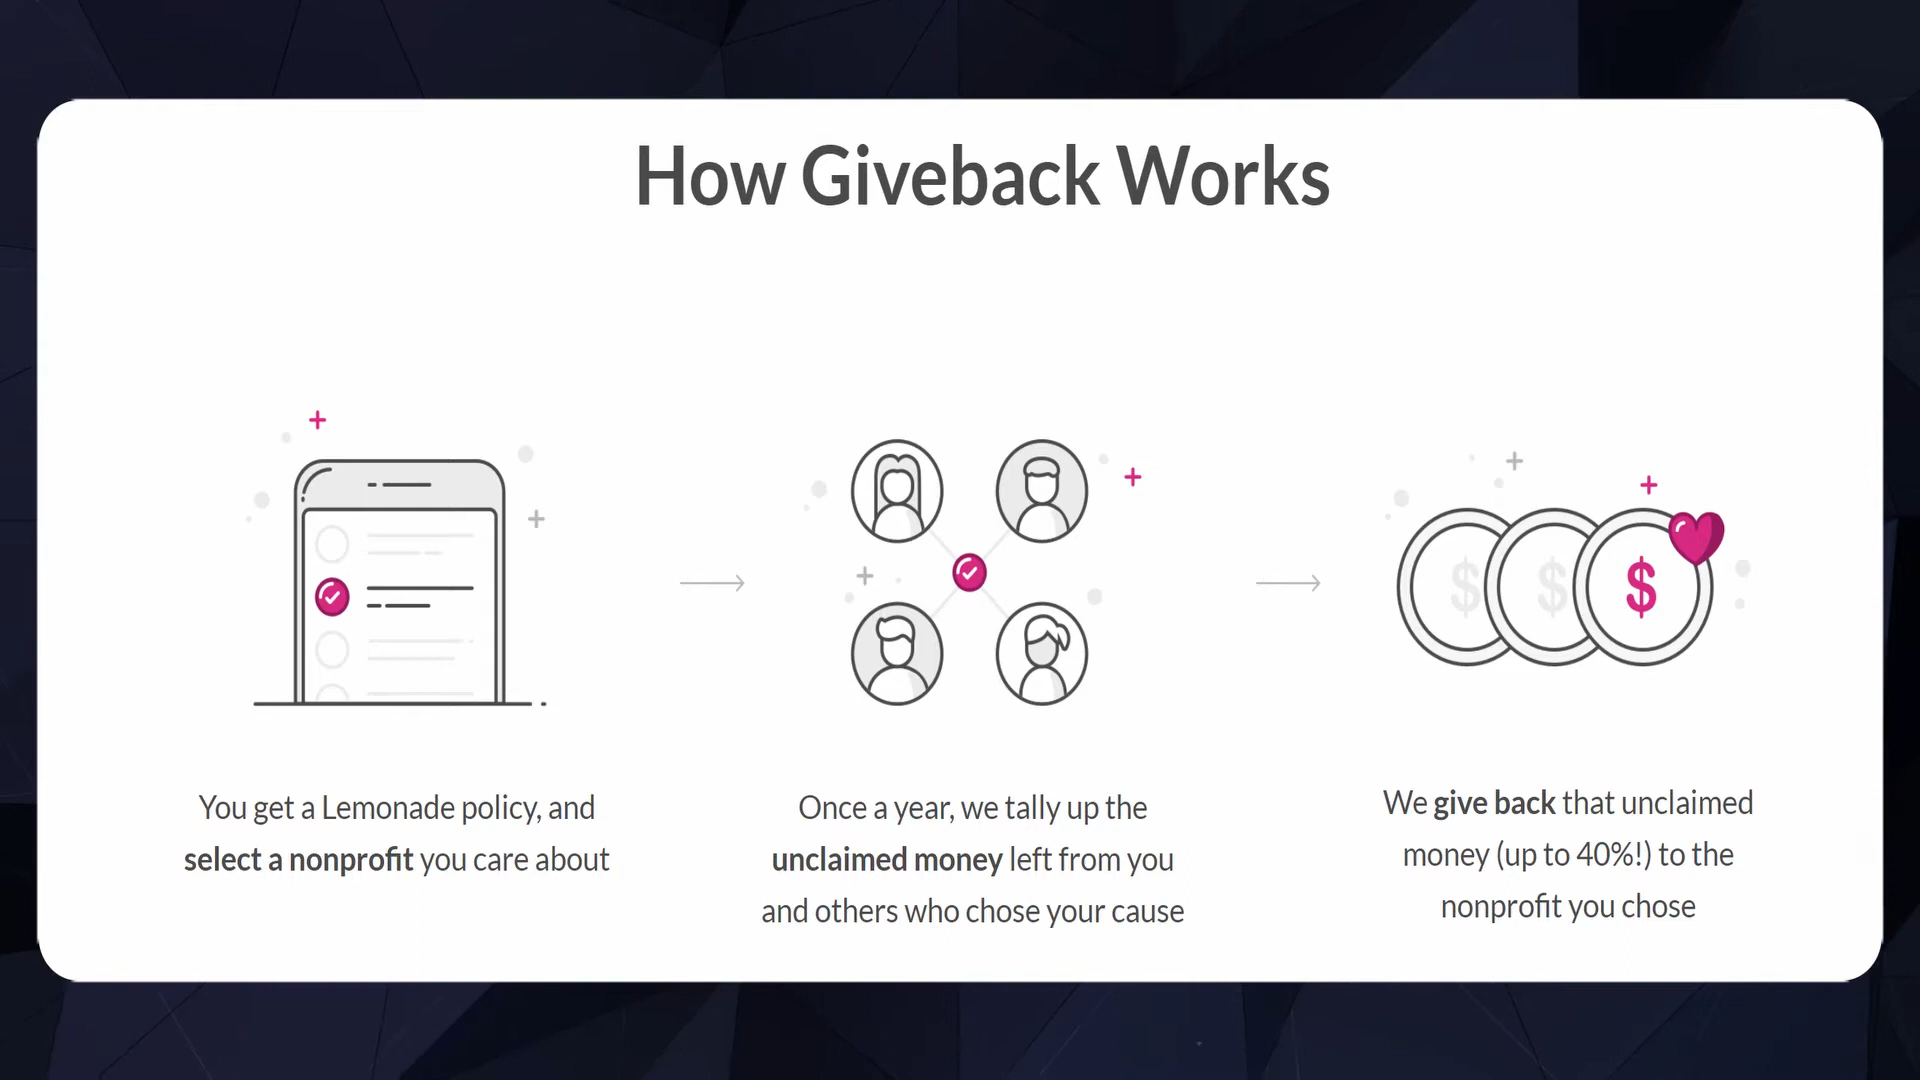 How Giveback Works
You get a Lemonade policy, and
select a nonprofit you care about
Once a year, we tally up the
unclaimed money left from you
and others who chose your cause
We give back that unclaimed
money (up to 40%!) to the
nonprofit you chose
$ $ $